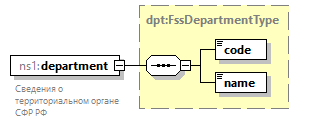 dpt:FssDepartmentType
ns1:department
code
name
Сведения о
территориальном органе
СФР РФ